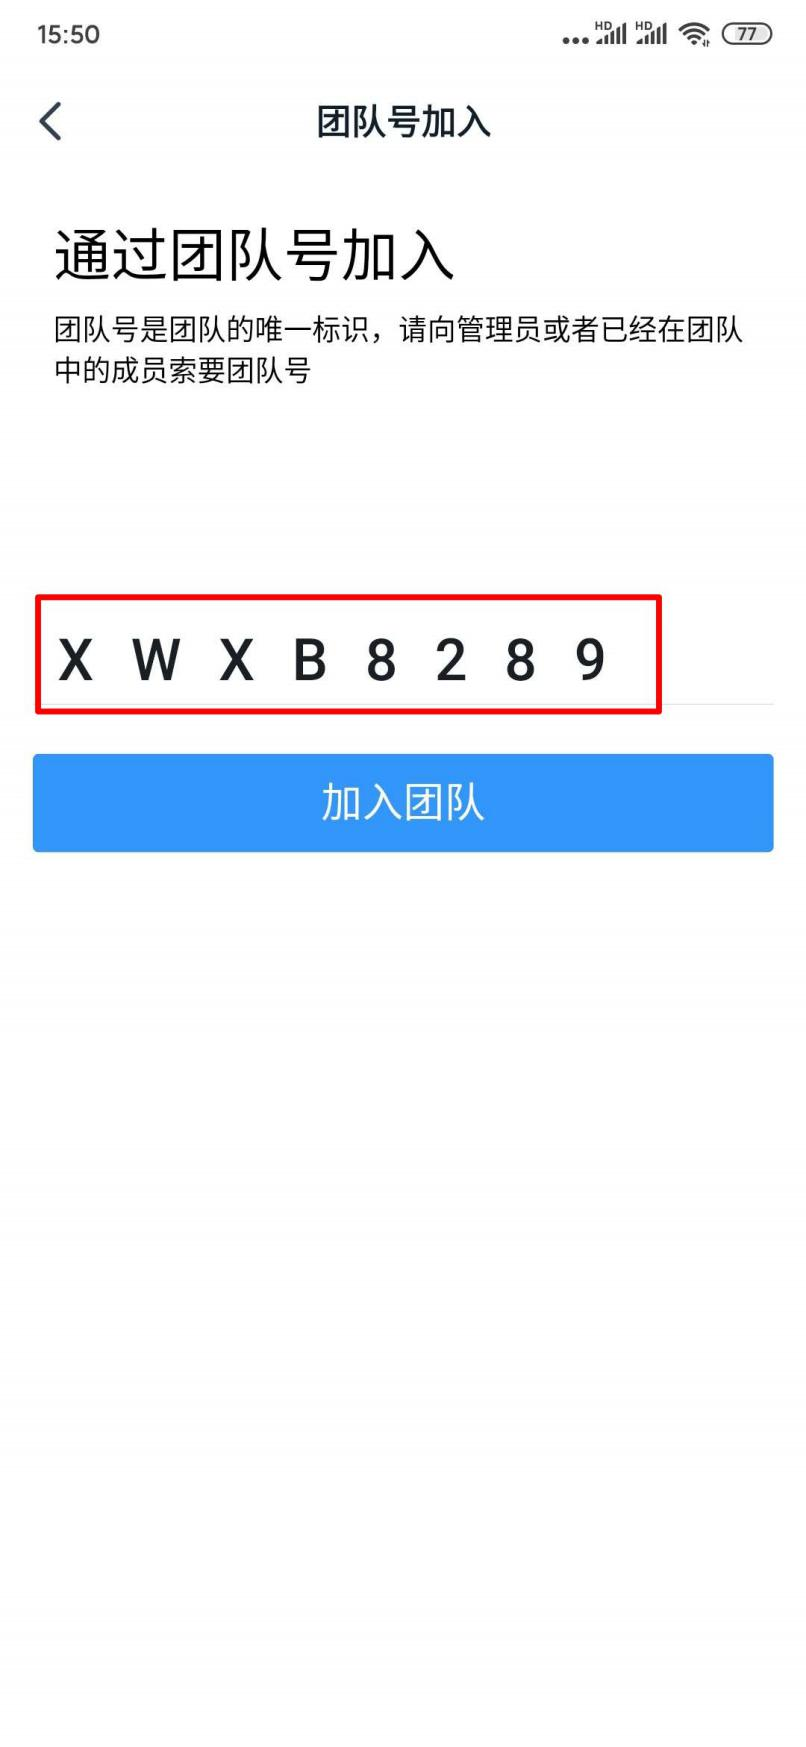 15:50
HD HD 77
团队号加入
通过团队号加入
团队号是团队的唯一标识，请向管理员或者已经在团队
中的成员索要团队号
X W X B 8 2 8 9
加入团队